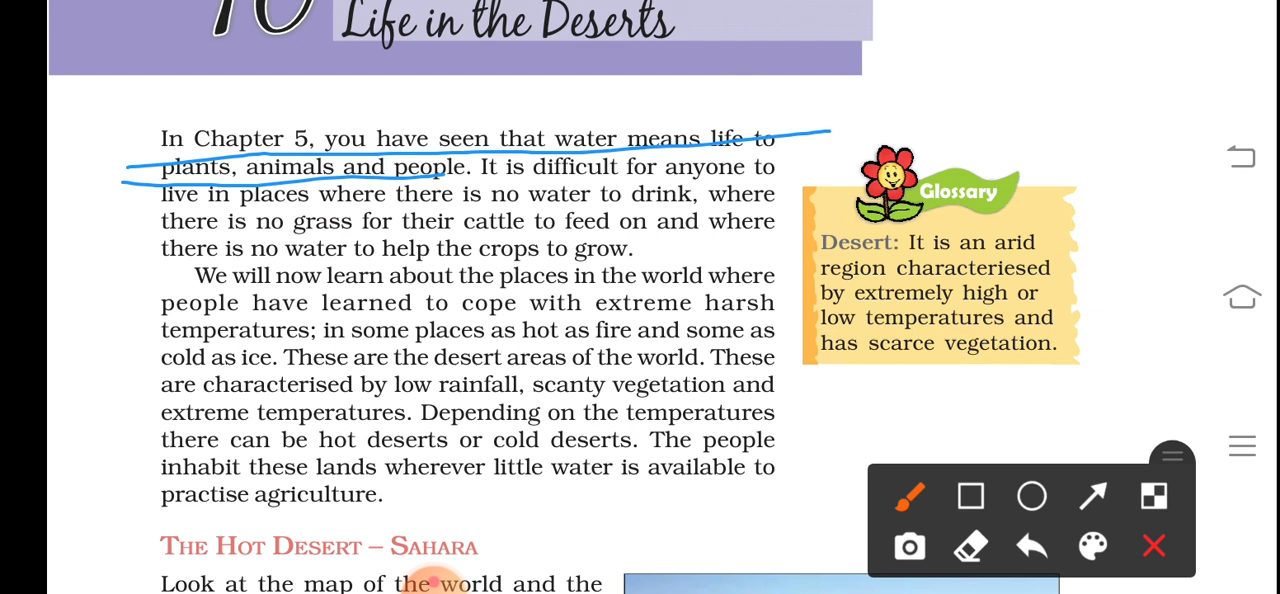 10
Life in the Deserts
In Chapter 5, you have seen that water means life to
plants, animals and people. It is difficult for anyone to
live in places where there is no water to drink, where
there is no grass for their cattle to feed on and where
there is no water to help the crops to grow.
We will now learn about the places in the world where
people have learned to cope with extreme harsh
temperatures; in some places as hot as fire and some as
cold as ice. These are the desert areas of the world. These
are characterised by low rainfall, scanty vegetation and
extreme temperatures. Depending on the temperatures
there can be hot deserts or cold deserts. The people
inhabit these lands wherever little water is available to
practise agriculture.
Glossary
Desert: It is an arid
region characteriesed
by extremely high or
low temperatures and
has scarce vegetation.
THE HOT DESERT – SAHARA
Look at the map of the world and the